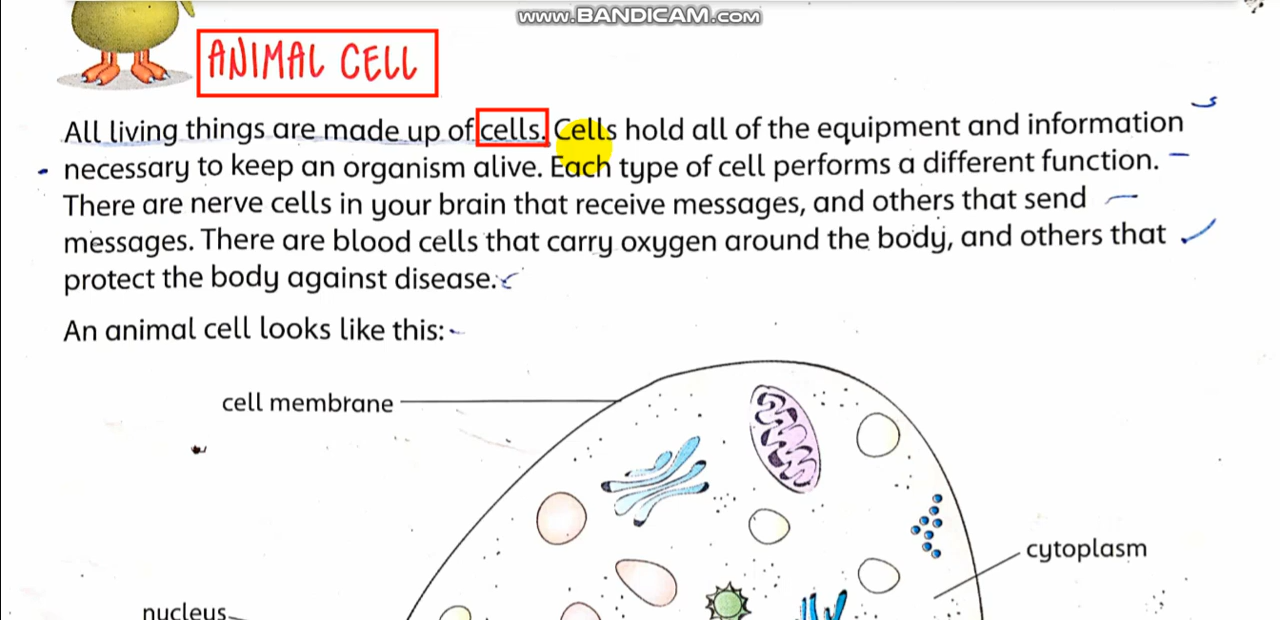 www.BANDICAM.com
ANIMAL CELL
All living things are made up of cells. Cells hold all of the equipment and information
necessary to keep an organism alive. Each type of cell performs a different function.
There are nerve cells in your brain that receive messages, and others that send
messages. There are blood cells that carry oxygen around the body, and others that
protect the body against disease.
An animal cell looks like this:
cell membrane
cytoplasm
nucleus